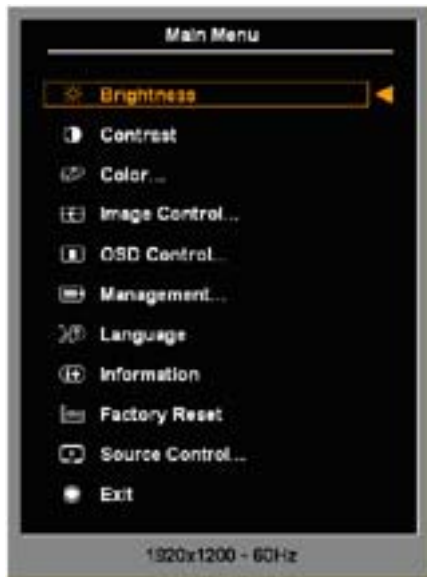 Main Menu
Brightness
Contrast
Color...
Image Control...
OSD Control...
Management...
Language
Information
Factory Reset
Source Control...
Exit
1920x1200 - 60Hz